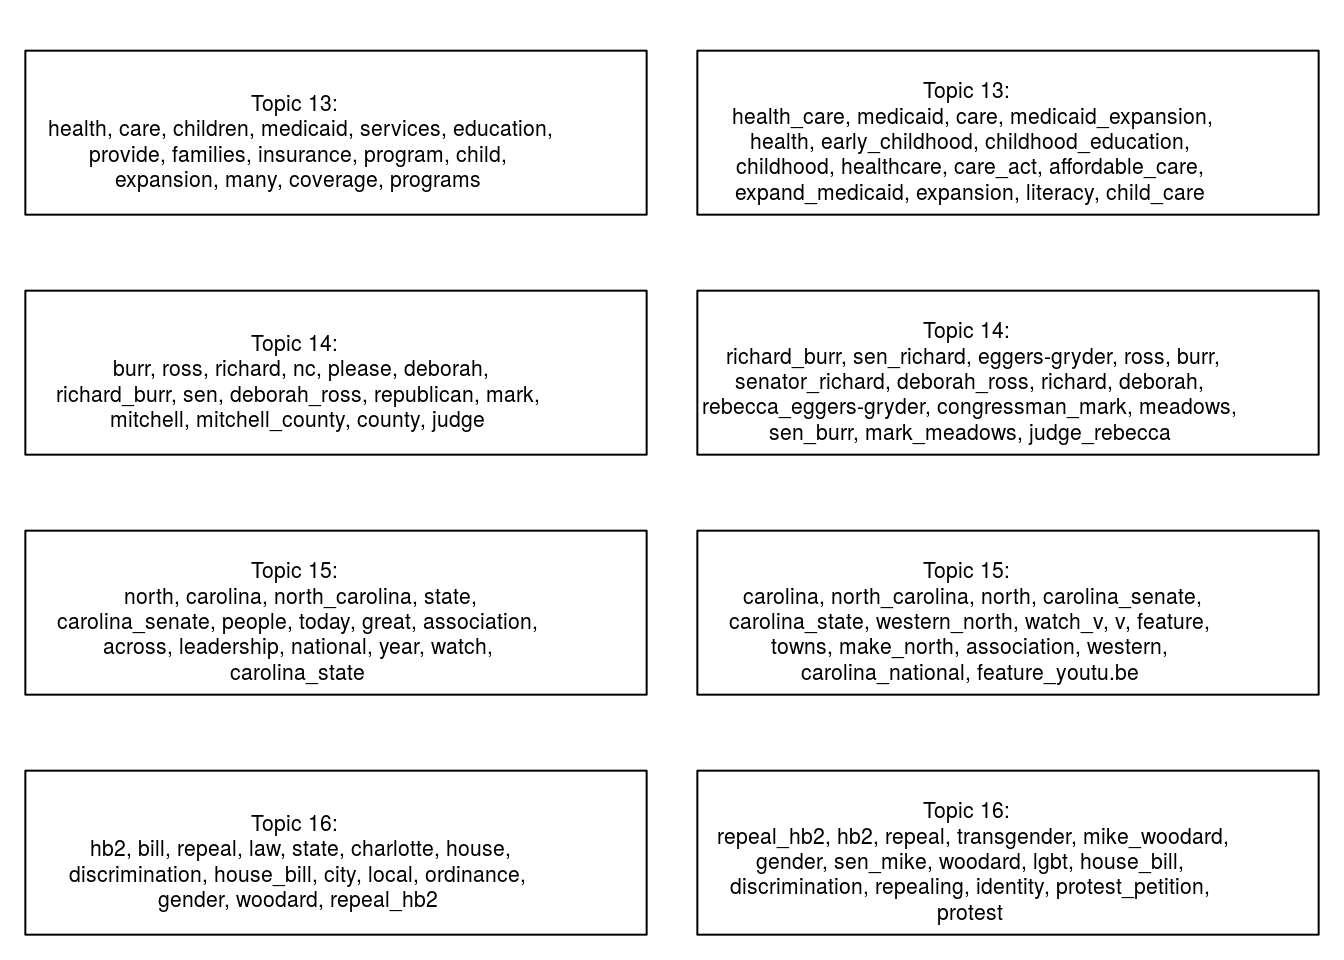 Topic 13:
health, care, children, medicaid, services, education,
provide, families, insurance, program, child,
expansion, many, coverage, programs
Topic 13:
health_care, medicaid, care, medicaid_expansion,
health, early_childhood, childhood_education,
childhood, healthcare, care_act, affordable_care,
expand_medicaid, expansion, literacy, child_care
Topic 14:
burr, ross, richard, nc, please, deborah,
richard_burr, sen, deborah_ross, republican, mark,
mitchell, mitchell_county, county, judge
Topic 14:
richard_burr, sen_richard, eggers-gryder, ross, burr,
senator_richard, deborah_ross, richard, deborah,
rebecca_eggers-gryder, congressman_mark, meadows,
sen_burr, mark_meadows, judge_rebecca
Topic 15:
north, carolina, north_carolina, state,
carolina_senate, people, today, great, association,
across, leadership, national, year, watch,
carolina_state
Topic 15:
carolina, north_carolina, north, carolina_senate,
carolina_state, western_north, watch_v, v, feature,
towns, make_north, association, western,
carolina_national, feature_youtu.be
Topic 16:
hb2, bill, repeal, law, state, charlotte, house,
discrimination, house_bill, city, local, ordinance,
gender, woodard, repeal_hb2
Topic 16:
repeal_hb2, hb2, repeal, transgender, mike_woodard,
gender, sen_mike, woodard, lgbt, house_bill,
discrimination, repealing, identity, protest_petition,
protest